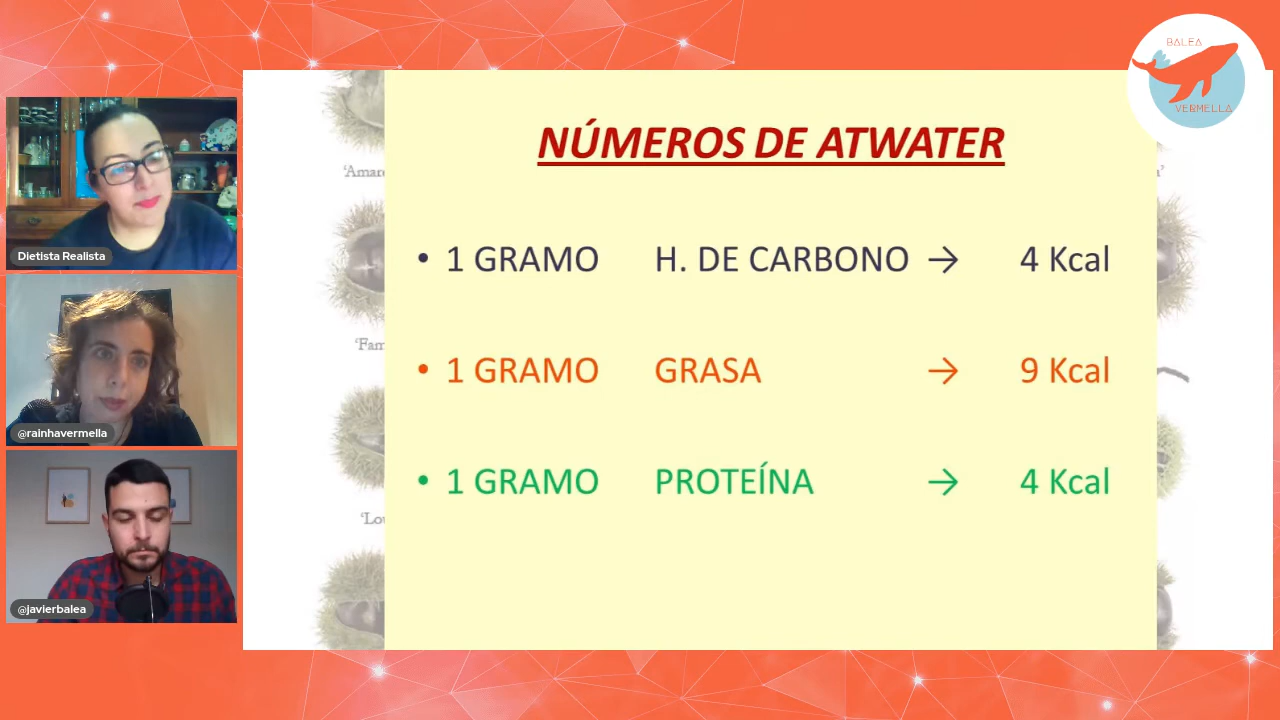 BALEA
VERMELLA
NÚMEROS DE ATWATER
• 1 GRAMO H. DE CARBONO → 4 Kcal
• 1 GRAMO GRASA → 9 Kcal
• 1 GRAMO PROTEÍNA → 4 Kcal
Dietista Realista
@rainhavermella
@javierbalea